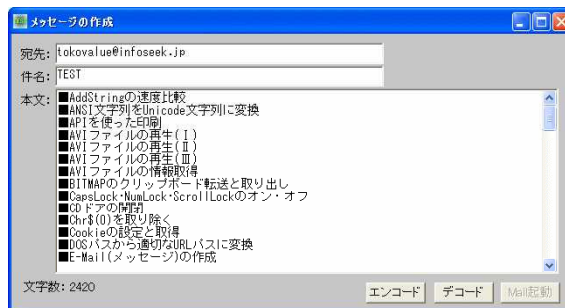 メッセージの作成
宛先: tokovalue@infoseek.jp
件名: TEST
本文: ■AddStringの速度比較
■ANSI文字列をUnicode文字列に変換
■APIを使った印刷
■AVIファイルの再生(Ⅰ)
■AVIファイルの再生(Ⅱ)
■AVIファイルの再生(Ⅲ)
■AVIファイルの情報取得
■BITMAPのクリップボード転送と取り出し
■CapsLock・NumLock・ScrollLockのオン・オフ
■CDドアの開閉
■Chr$(0)を取り除く
■Cookieの設定と取得
■DOSパスから適切なURLパスに変換
■E-Mail(メッセージ)の作成
文字数: 2420 エンコード デコード Mail起動